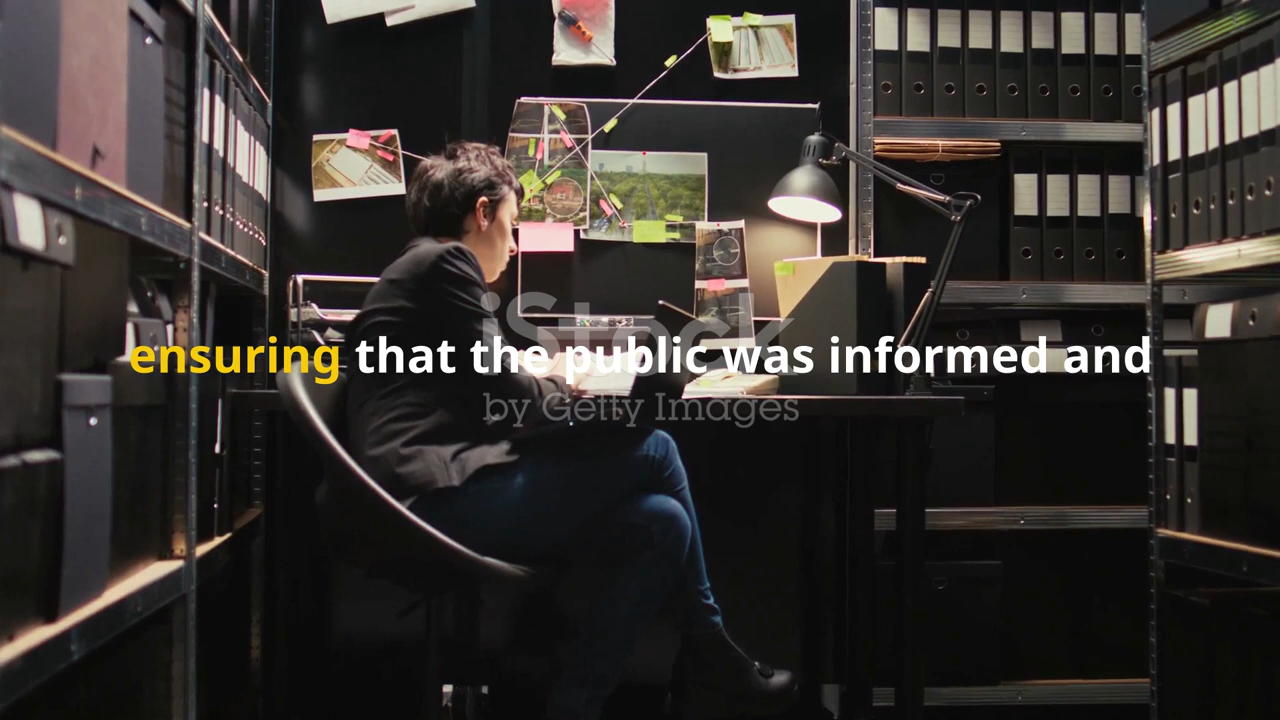 iStock
ensuring that the public was informed and
by Getty Images